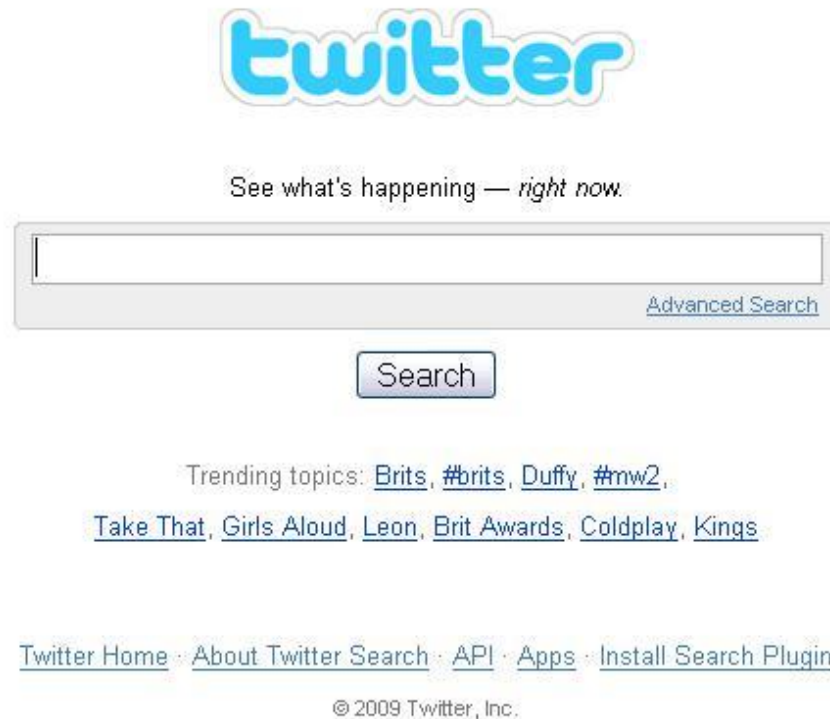 twitter
See what's happening — right now.
Advanced Search
Search
Trending topics: Brits, #brits, Duffy, #mw2,
Take That, Girls Aloud, Leon, Brit Awards, Coldplay, Kings
Twitter Home · About Twitter Search · API · Apps · Install Search Plugin
© 2009 Twitter, Inc.